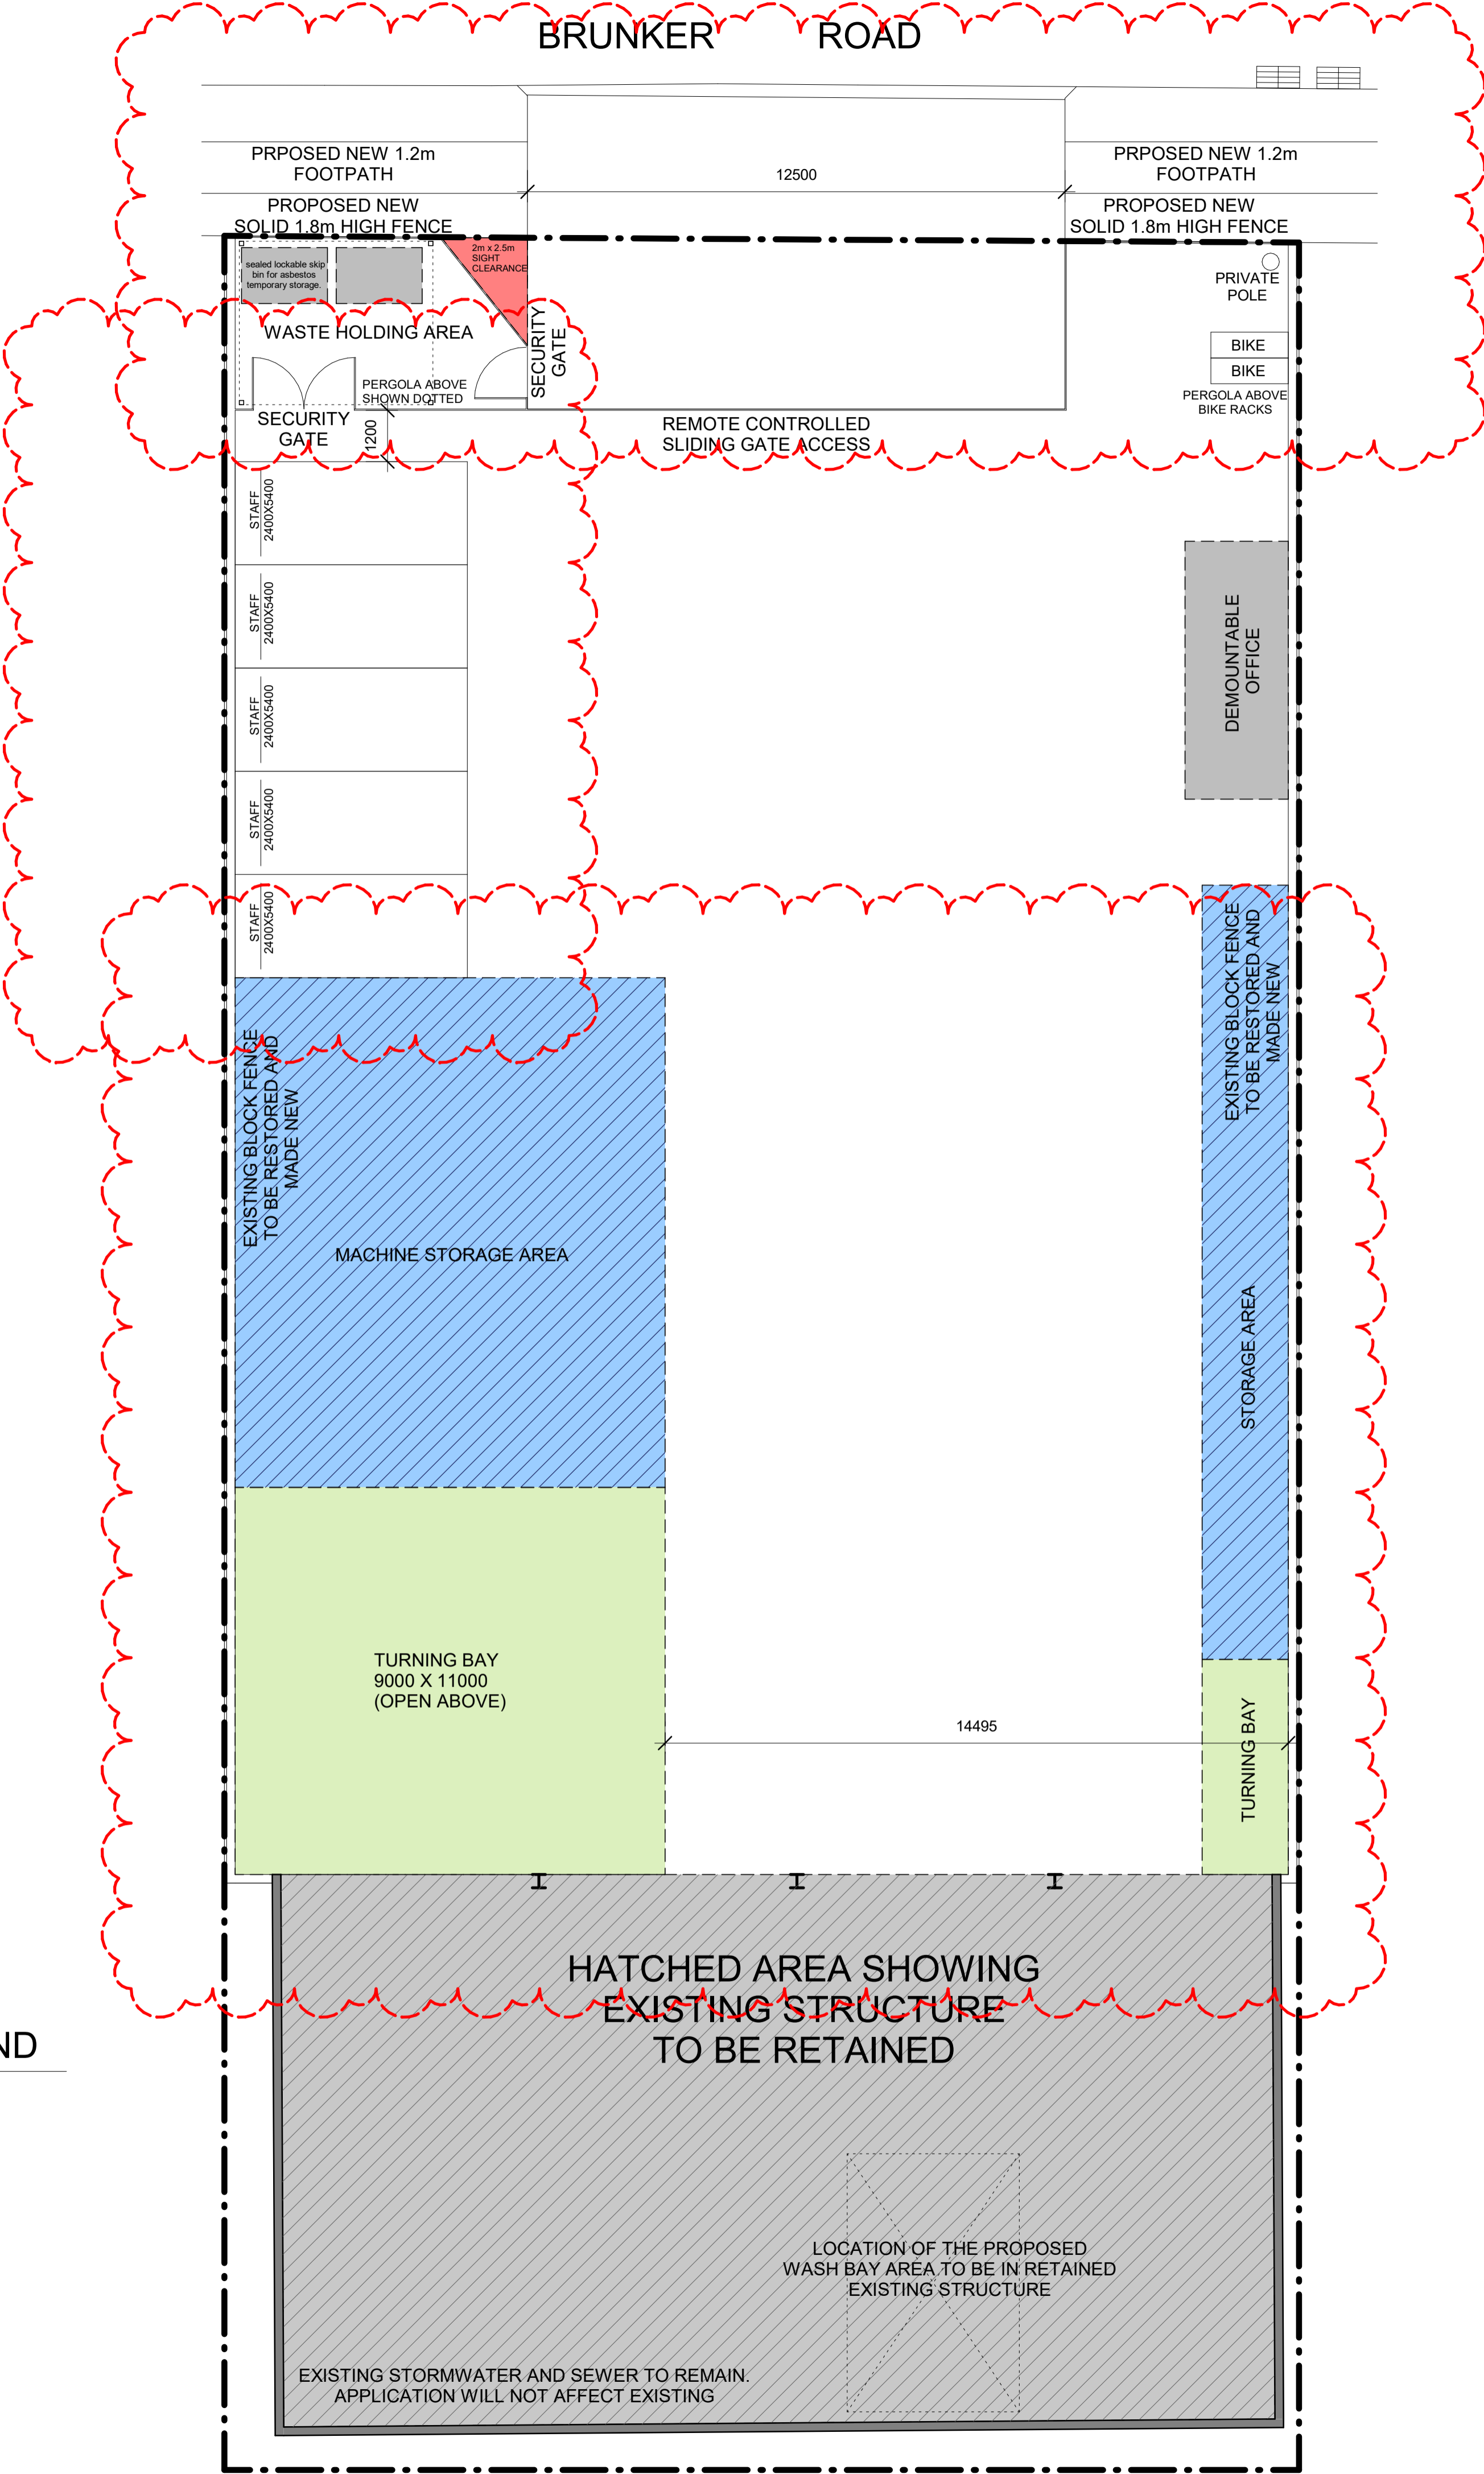 BRUNKER ROAD
PRPOSED NEW 1.2m
FOOTPATH
12500
PRPOSED NEW 1.2m
FOOTPATH
PROPOSED NEW
SOLID 1.8m HIGH FENCE
PROPOSED NEW
SOLID 1.8m HIGH FENCE
sealed lockable skip
bin for asbestos
temporary storage.
2m x 2.5m
SIGHT
CLEARANCE
PRIVATE
POLE
WASTE HOLDING AREA
SECURITY
GATE
BIKE
BIKE
PERGOLA ABOVE
SHOWN DOTTED
PERGOLA ABOVE
BIKE RACKS
SECURITY
GATE
1200
REMOTE CONTROLLED
SLIDING GATE ACCESS
STAFF
2400X5400
STAFF
2400X5400
STAFF
2400X5400
STAFF
2400X5400
STAFF
2400X5400
DEMOUNTABLE
OFFICE
EXISTING BLOCK FENCE
TO BE RESTORED AND
MADE NEW
EXISTING BLOCK FENCE
TO BE RESTORED AND
MADE NEW
MACHINE STORAGE AREA
STORAGE AREA
TURNING BAY
9000 X 11000
(OPEN ABOVE)
14495
TURNING BAY
HATCHED AREA SHOWING
EXISTING STRUCTURE
TO BE RETAINED
ND
LOCATION OF THE PROPOSED
WASH BAY AREA TO BE IN RETAINED
EXISTING STRUCTURE
EXISTING STORMWATER AND SEWER TO REMAIN.
APPLICATION WILL NOT AFFECT EXISTING